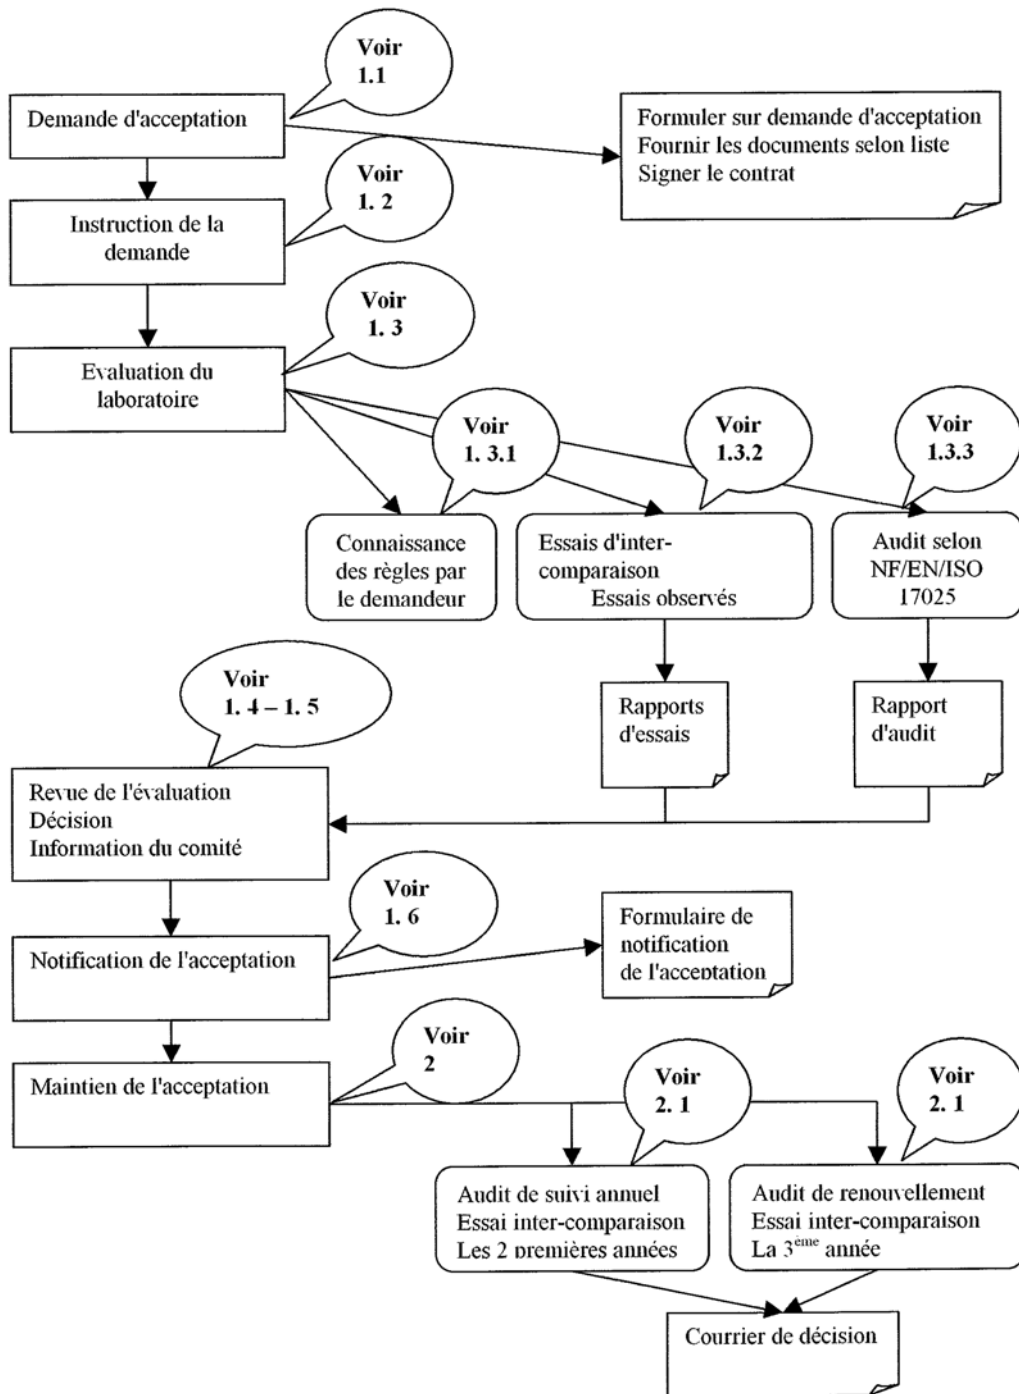 Voir
1.1
Demande d'acceptation
Formuler sur demande d'acceptation
Fournir les documents selon liste
Signer le contrat
Voir
1. 2
Instruction de la
demande
Voir
1. 3
Evaluation du
laboratoire
Voir
1. 3.1
Voir
1.3.2
Voir
1.3.3
Connaissance
des règles par
le demandeur
Essais d'inter-
comparaison
Essais observés
Audit selon
NF/EN/ISO
17025
Voir
1. 4 – 1. 5
Rapports
d'essais
Rapport
d'audit
Revue de l'évaluation
Décision
Information du comité
Voir
1. 6
Formulaire de
notification
de l'acceptation
Notification de l'acceptation
Voir
2
Maintien de l'acceptation
Voir
2. 1
Voir
2. 1
Audit de suivi annuel
Essai inter-comparaison
Les 2 premières années
Audit de renouvellement
Essai inter-comparaison
La 3ème année
Courrier de décision